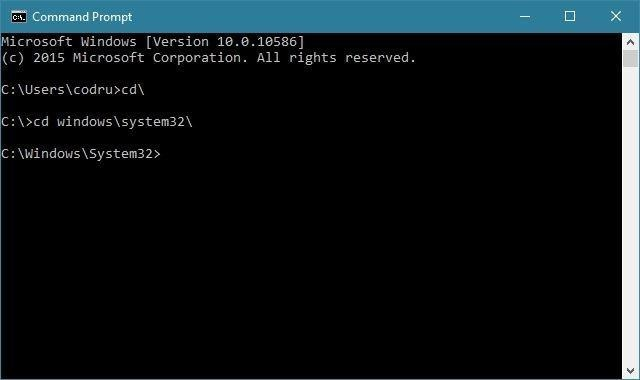 Command Prompt
Microsoft Windows [Version 10.0.10586]
(c) 2015 Microsoft Corporation. All rights reserved.
C:\Users\codru>cd\
C:\>cd windows\system32\
C:\Windows\System32>